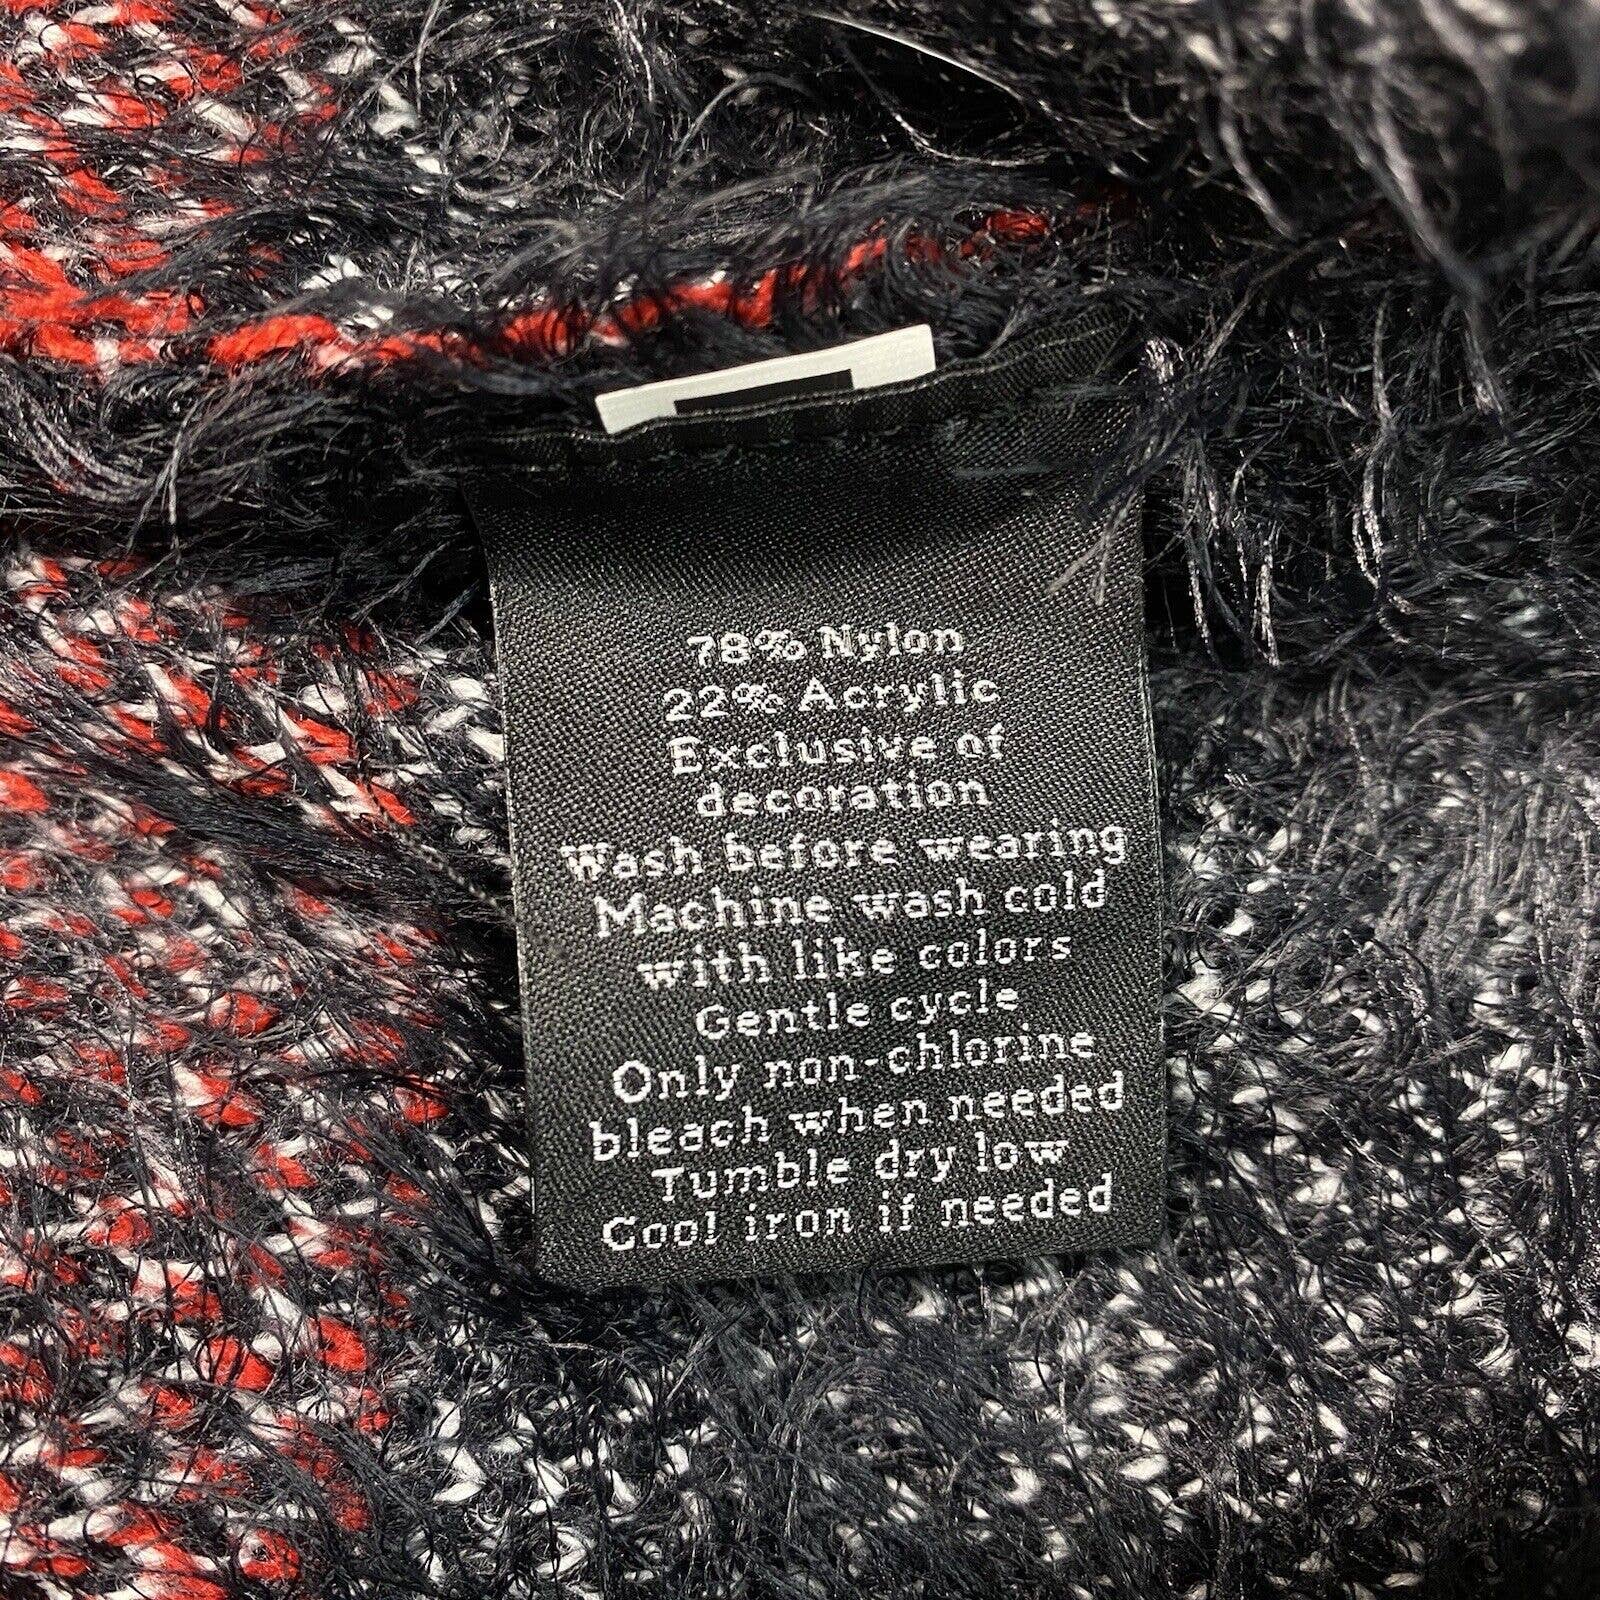 78% Nylon
22% Acrylic
Exclusive of
decoration
Wash before wearing
Machine wash cold
with like colors
Gentle cycle
Only non-chlorine
bleach when needed
Tumble dry low
Cool iron if needed